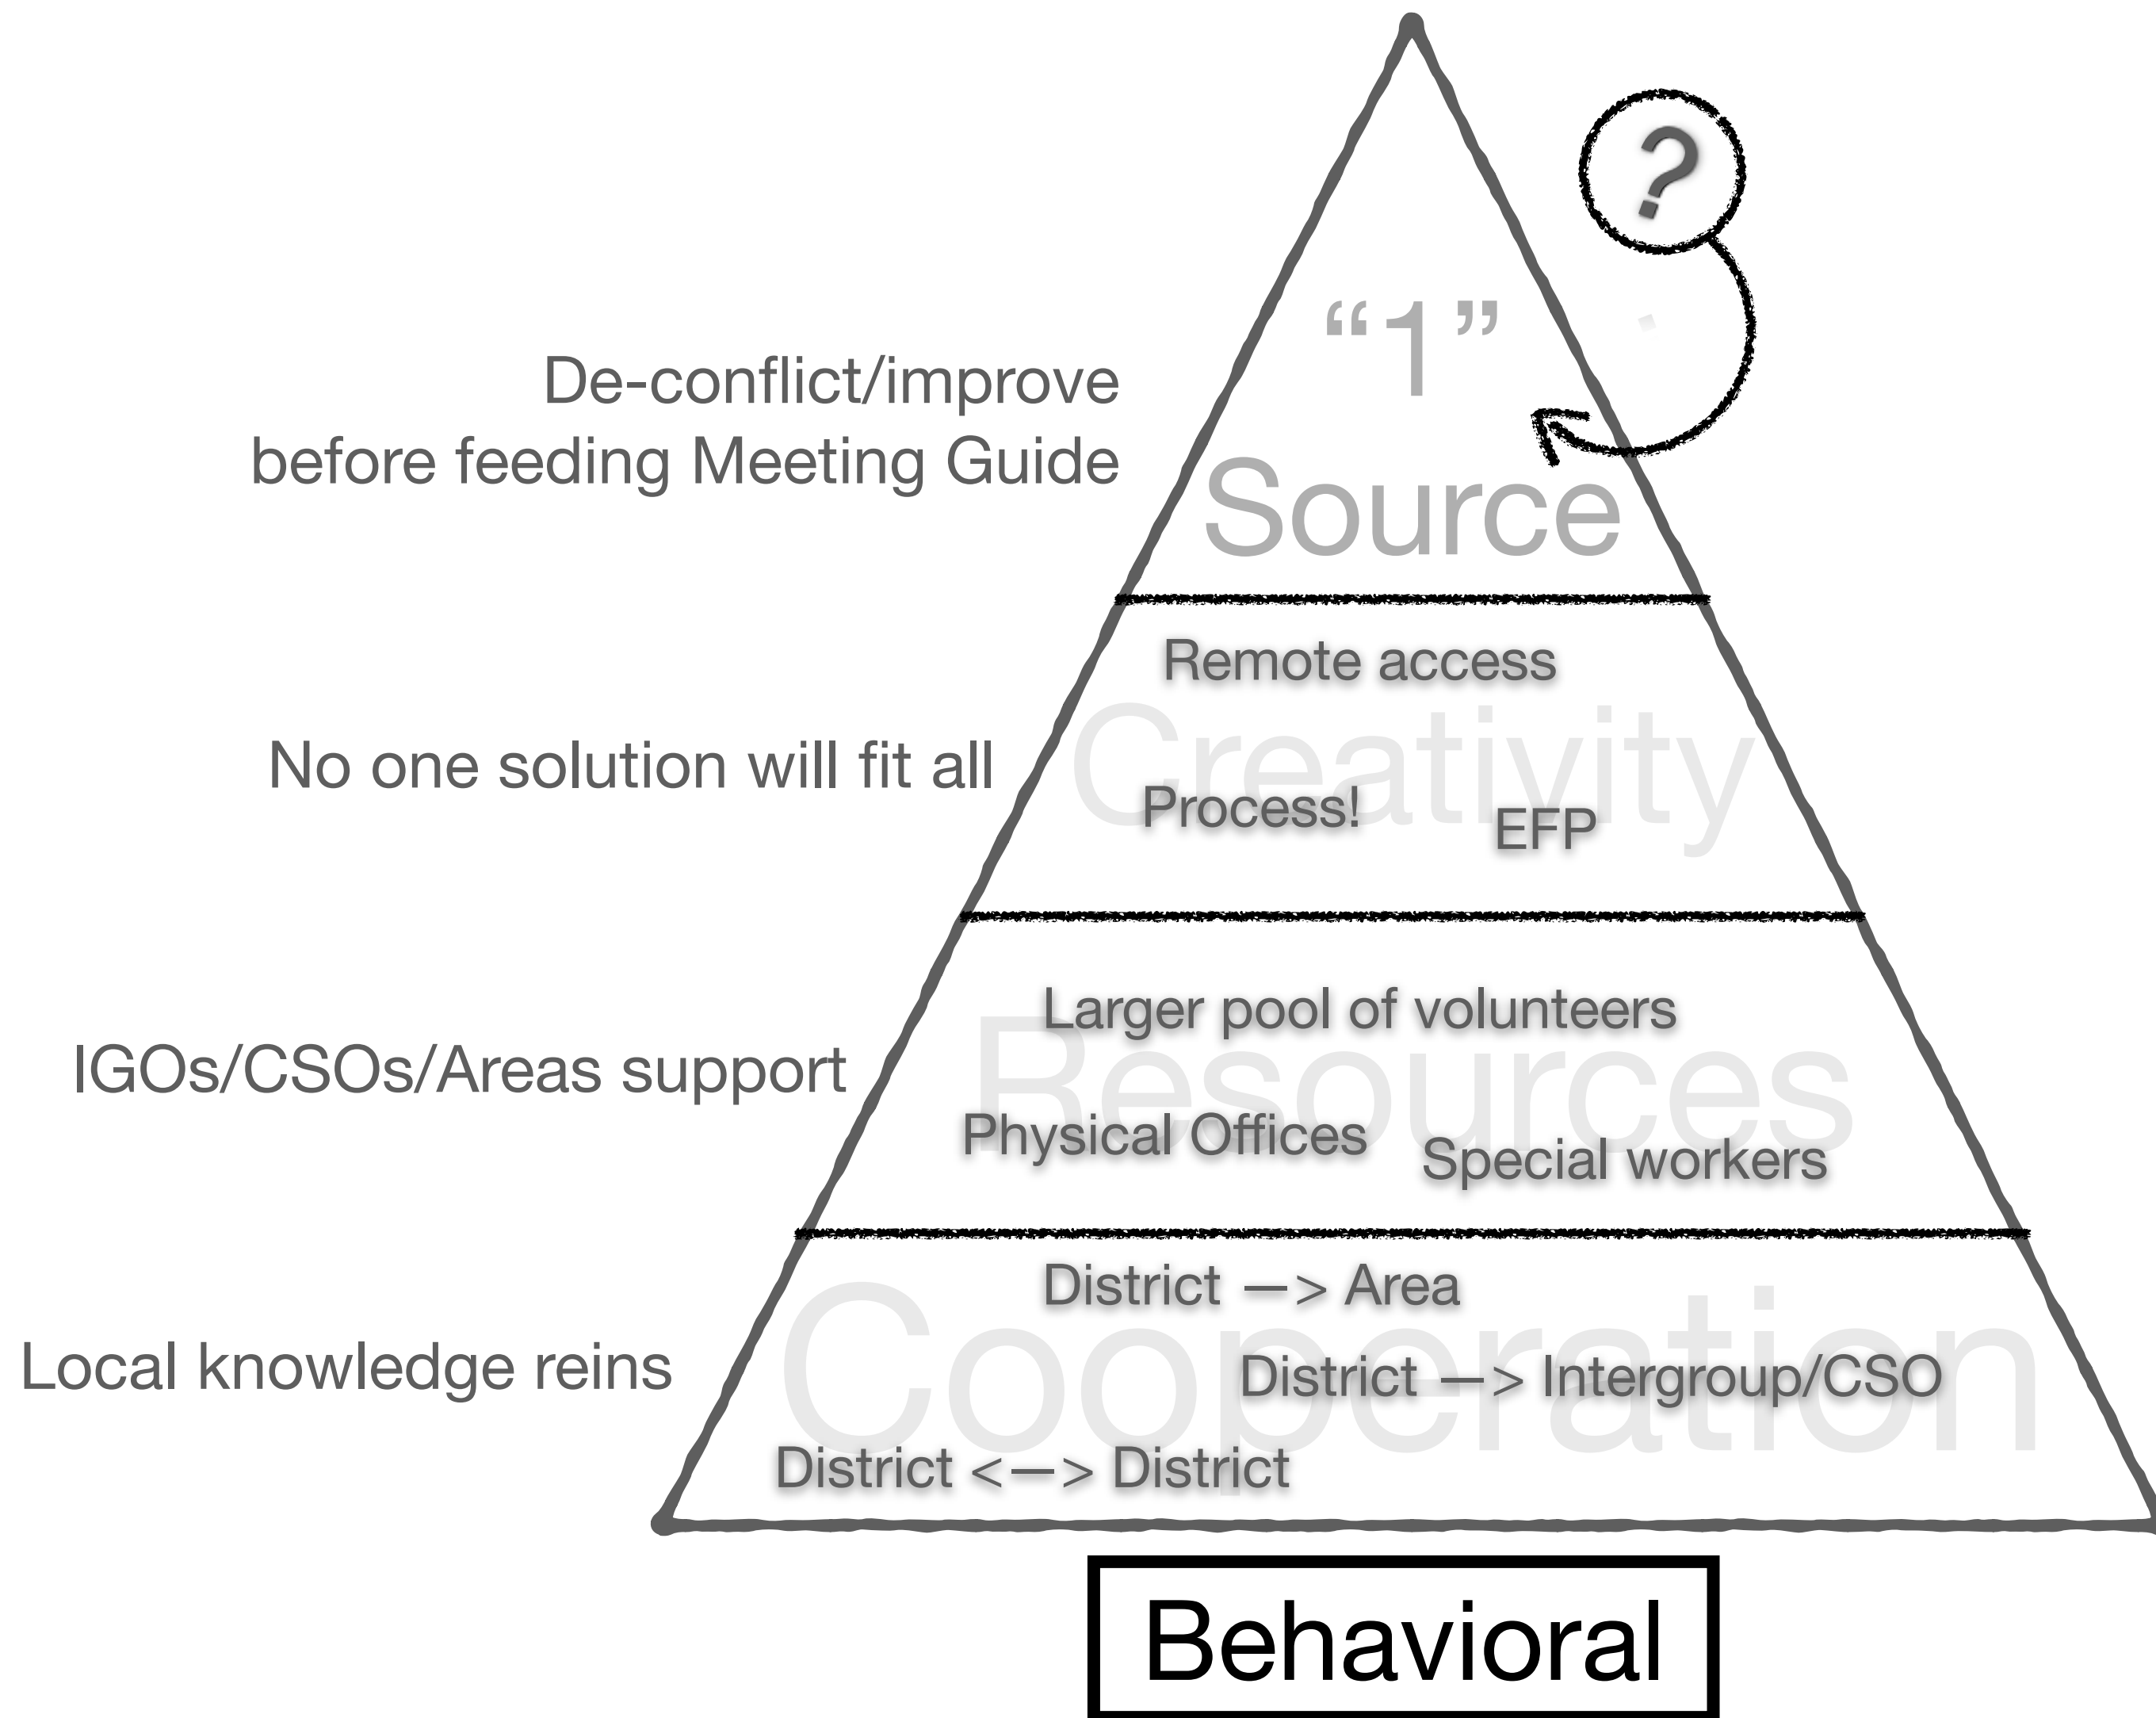 ?
“1”
De-conflict/improve
before feeding Meeting Guide
Source
Remote access
No one solution will fit all
Creativity
Process!
EFP
Larger pool of volunteers
IGOs/CSOs/Areas support
Resources
Physical Offices
Special workers
District —> Area
Local knowledge reins
Cooperation
District —> Intergroup/CSO
District <—> District
Behavioral